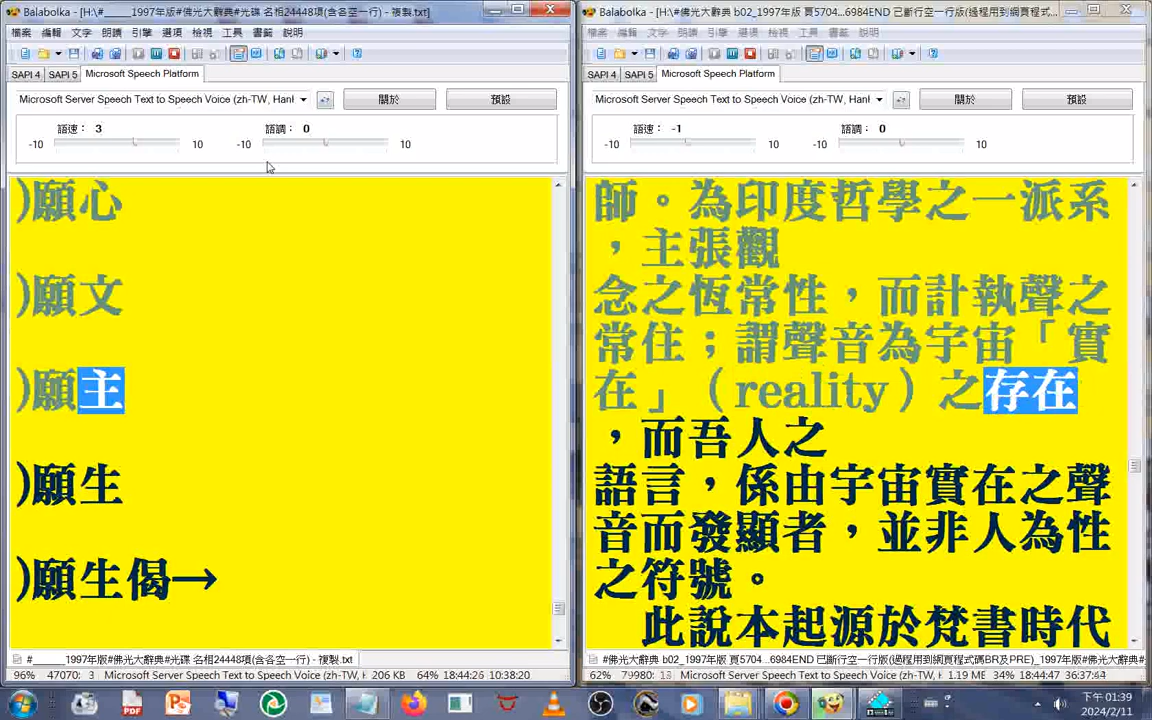 Balabolka - [H:\#_____1997年版#佛光大辭典#光碟 名相24448項(含各空一行) - 複製.txt]
檔案 編輯 文字 朗讀 引擎 選項 檢視 工具 書籤 說明
SAPI 4 SAPI 5 Microsoft Speech Platform
Microsoft Server Speech Text to Speech Voice (zh-TW, Hanl
關於
預設
語速： 3
語調： 0
-10 10 -10 10
)願心
)願文
)願主
)願生
)願生偈→
#_____1997年版#佛光大辭典#光碟 名相24448項(含各空一行) - 複製.txt
96% 47070: 3 Microsoft Server Speech Text to Speech Voice (zh-TW, H 206 KB 64% 18:44:26 10:38:20
Balabolka - [H:\#佛光大辭典 b02_1997年版 頁5704...6984END 已斷行空一行版(過程用到網頁程式...
檔案 編輯 文字 朗讀 引擎 選項 檢視 工具 書籤 說明
SAPI 4 SAPI 5 Microsoft Speech Platform
Microsoft Server Speech Text to Speech Voice (zh-TW, Hanl
關於
預設
語速： -1
語調： 0
-10 10 -10 10
師。為印度哲學之一派系
，主張觀
念之恆常性，而計執聲之
常住；謂聲音為宇宙「實
在」（reality）之存在
，而吾人之
語言，係由宇宙實在之聲
音而發顯者，並非人為性
之符號。
此說本起源於梵書時代
#佛光大辭典 b02_1997年版 頁5704...6984END 已斷行空一行版(過程用到網頁程式碼BR及PRE)_1997年版#佛光大辭典#
62% 79980: 13 Microsoft Server Speech Text to Speech Voice (zh-TW, H 1.19 ME 34% 18:44:47 36:37:64
下午 01:39
2024/2/11